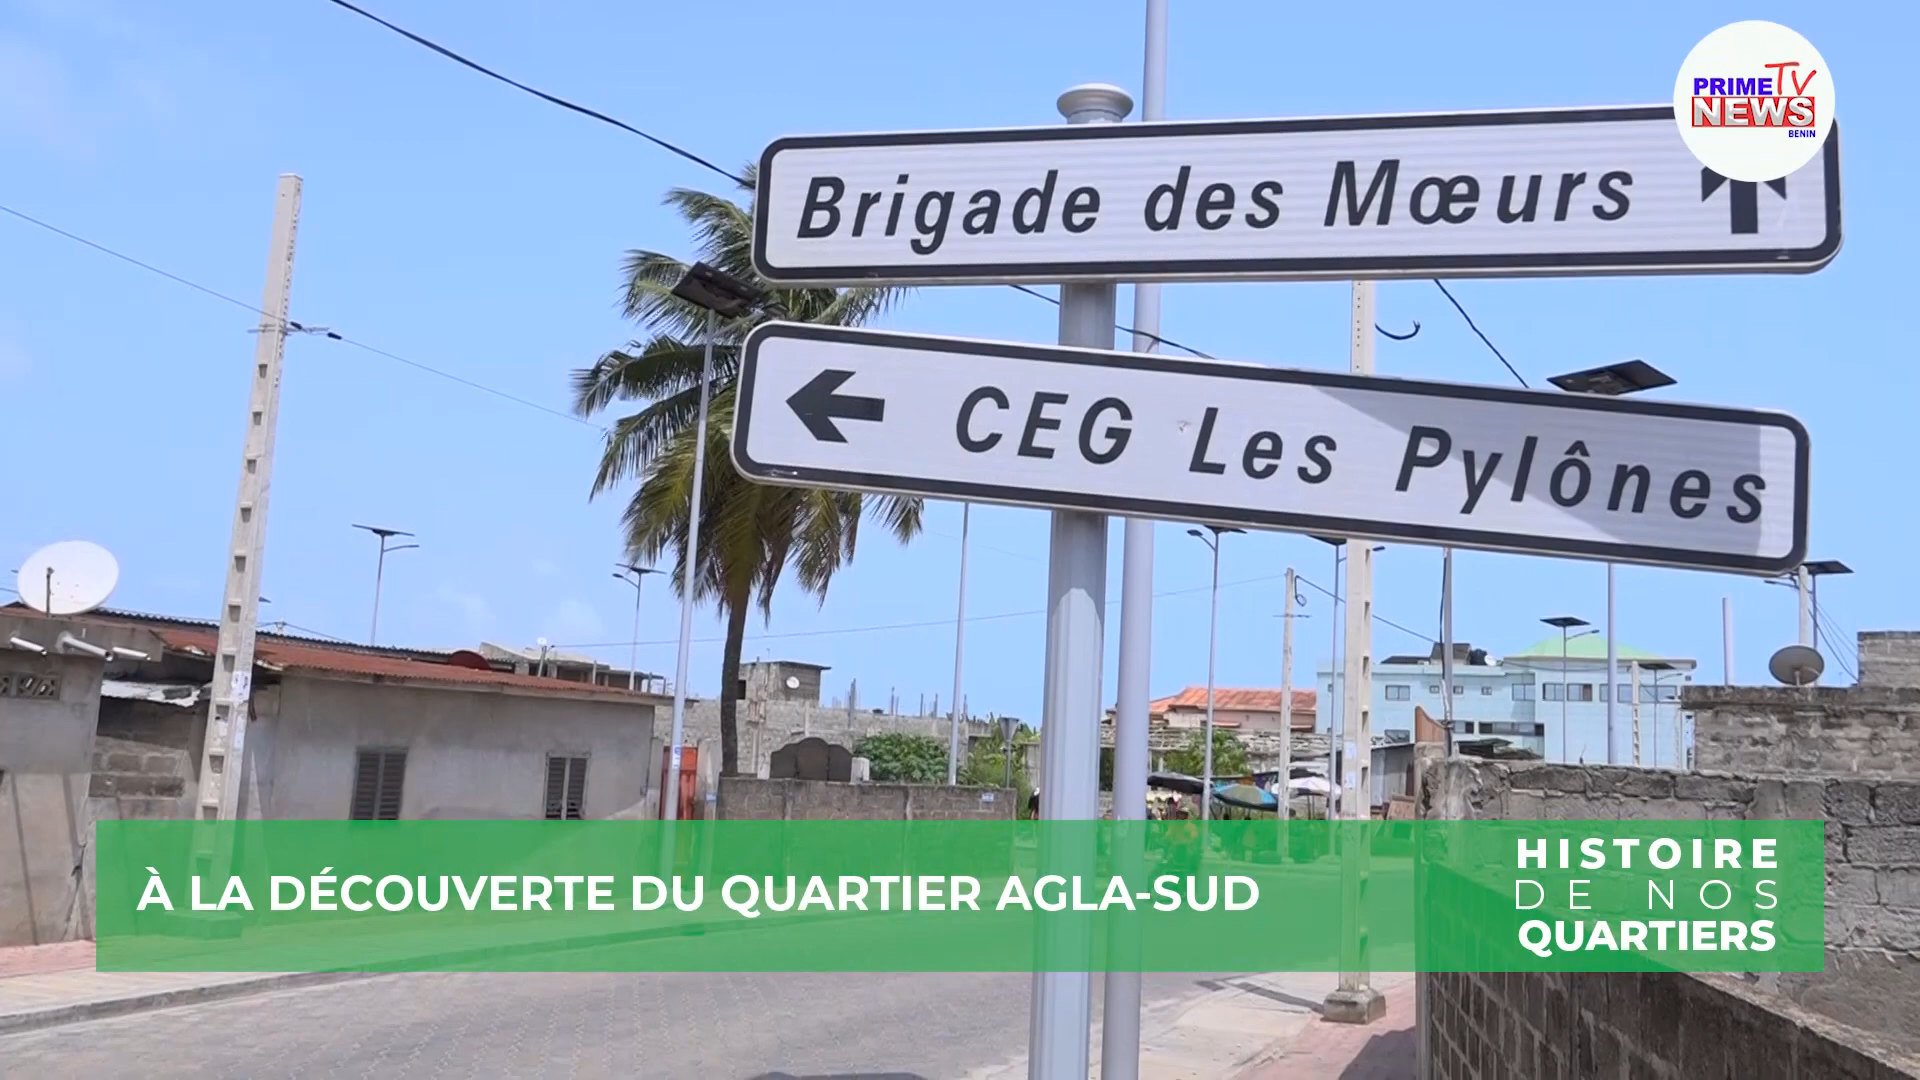 PRIME TV
NEWS
BENIN
Brigade des Mœurs
CEG Les Pylônes
À LA DÉCOUVERTE DU QUARTIER AGLA-SUD
HISTOIRE
DE NOS
QUARTIERS